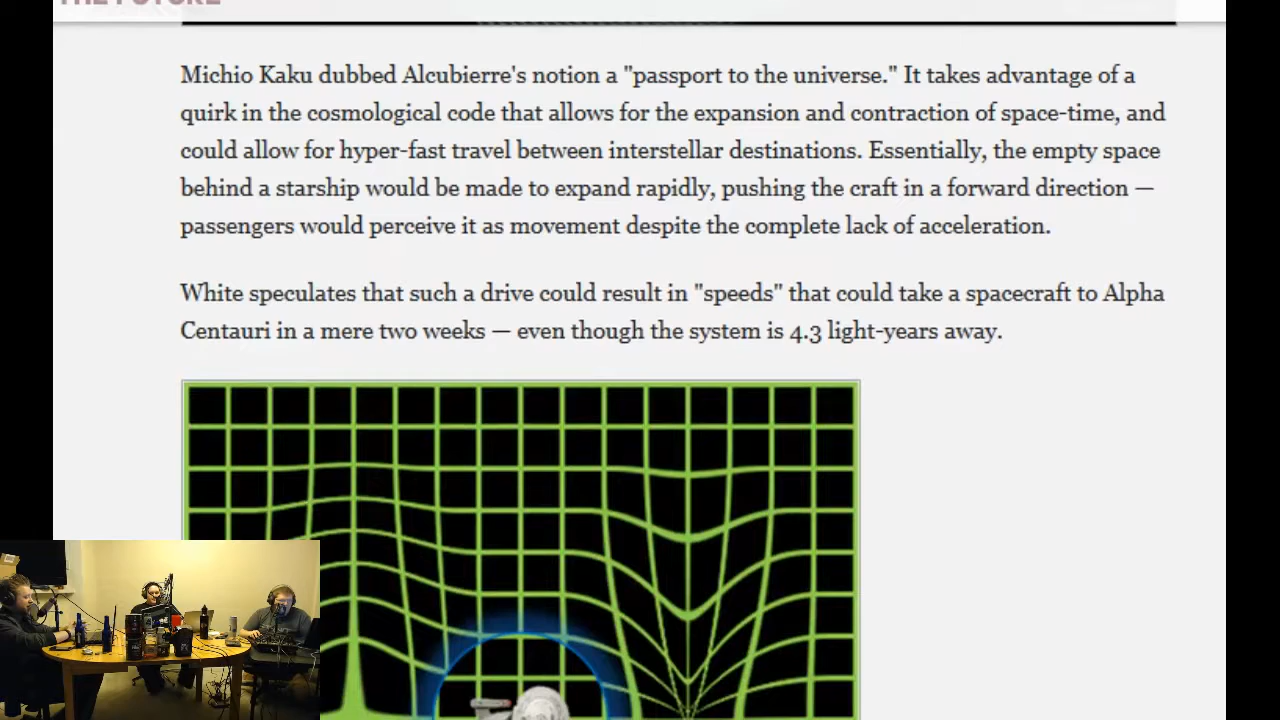 THE FUTURE
Michio Kaku dubbed Alcubierre's notion a "passport to the universe." It takes advantage of a
quirk in the cosmological code that allows for the expansion and contraction of space-time, and
could allow for hyper-fast travel between interstellar destinations. Essentially, the empty space
behind a starship would be made to expand rapidly, pushing the craft in a forward direction —
passengers would perceive it as movement despite the complete lack of acceleration.
White speculates that such a drive could result in "speeds" that could take a spacecraft to Alpha
Centauri in a mere two weeks — even though the system is 4.3 light-years away.